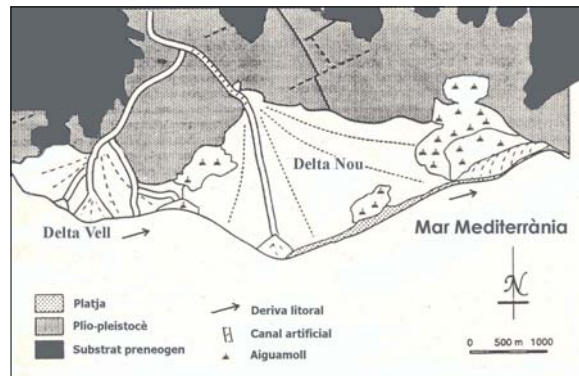 Delta Nou
Delta Vell
Mar Mediterrània
Platja
Plio-pleistocè
Substrat preneogen
Deriva litoral
Canal artificial
Aiguamoll
N
0 500 m 1000